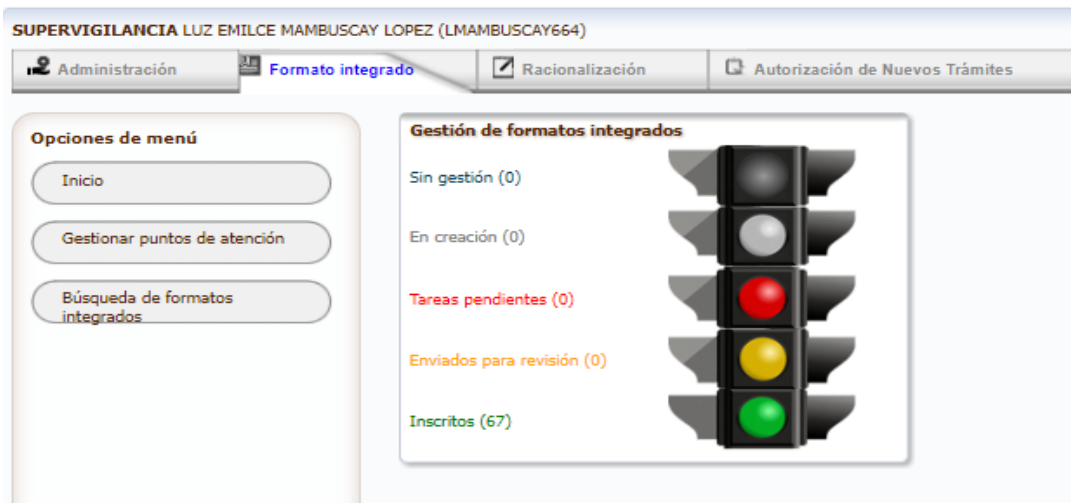 SUPERVIGILANCIA LUZ EMILCE MAMBUSCAY LOPEZ (LMAMBUSCAY664)
Administración
Formato integrado
Racionalización
Autorización de Nuevos Trámites
Opciones de menú
Inicio
Gestionar puntos de atención
Búsqueda de formatos
integrados
Gestión de formatos integrados
Sin gestión (0)
En creación (0)
Tareas pendientes (0)
Enviados para revisión (0)
Inscritos (67)